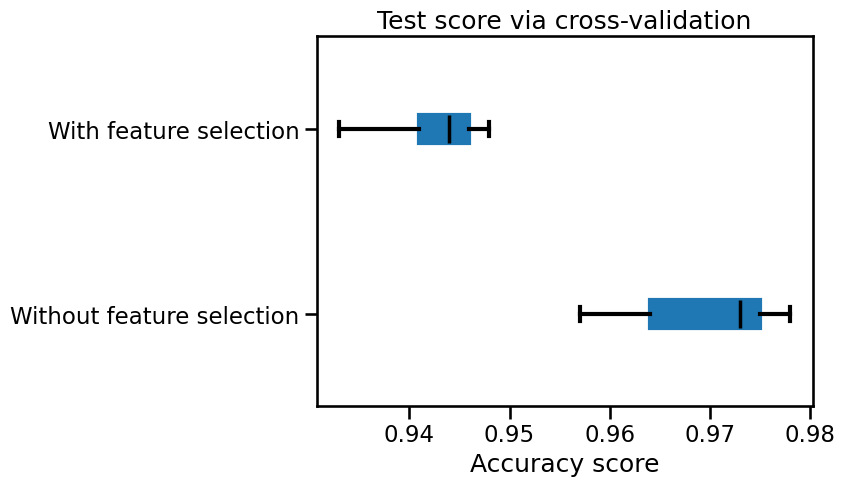 Test score via cross-validation
With feature selection
Without feature selection
0.94 0.95 0.96 0.97 0.98
Accuracy score